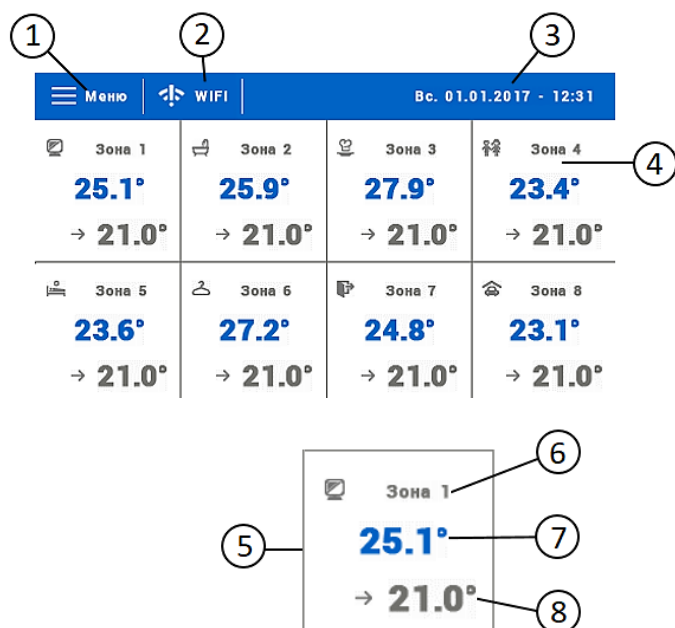 1 2 3
Меню WIFI Вс. 01.01.2017 - 12:31
Зона 1 Зона 2 Зона 3 Зона 4
4
25.1° 25.9° 27.9° 23.4°
→ 21.0° → 21.0° → 21.0° → 21.0°
Зона 5 Зона 6 Зона 7 Зона 8
23.6° 27.2° 24.8° 23.1°
→ 21.0° → 21.0° → 21.0° → 21.0°
6
Зона 1
5
25.1° 7
→ 21.0° 8